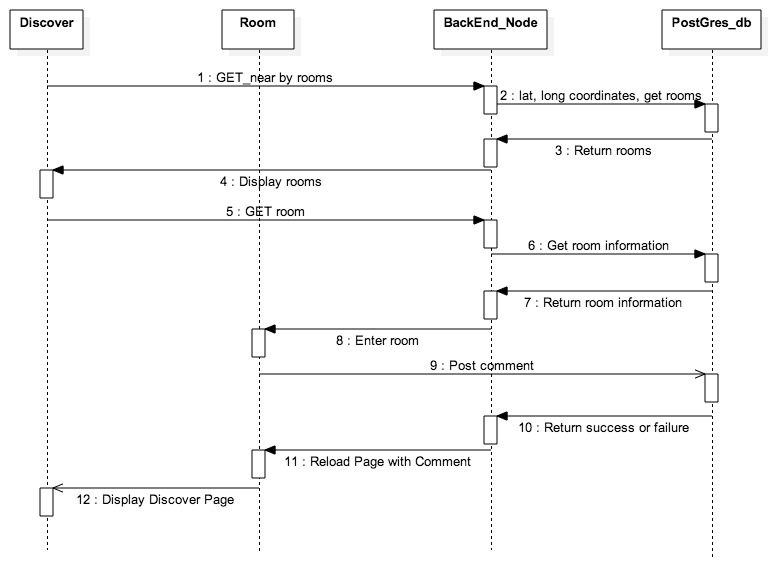 Discover
Room
BackEnd_Node
PostGres_db
1 : GET_near by rooms
2 : lat, long coordinates, get rooms
3 : Return rooms
4 : Display rooms
5 : GET room
6 : Get room information
7 : Return room information
8 : Enter room
9 : Post comment
10 : Return success or failure
11 : Reload Page with Comment
12 : Display Discover Page